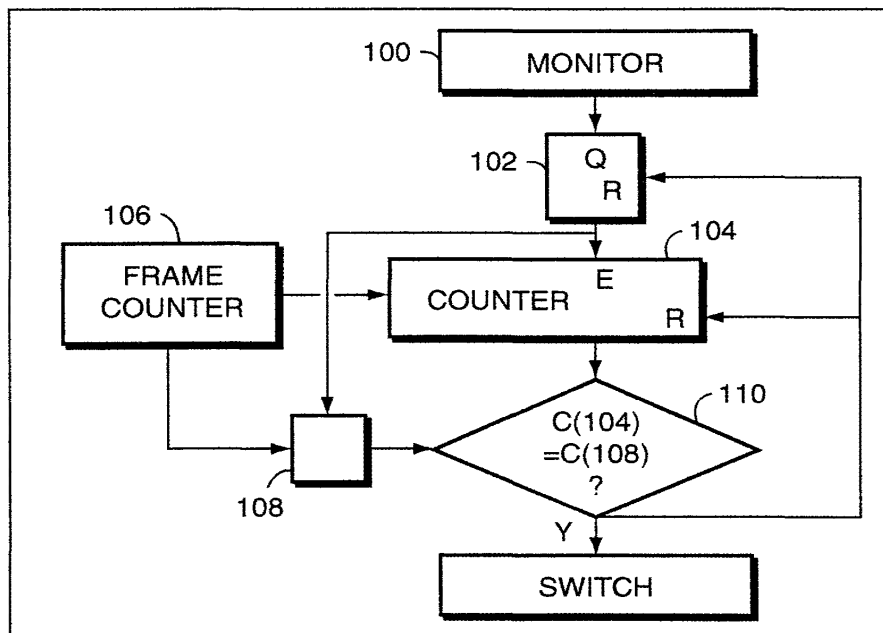 100
MONITOR
102
Q
R
106
FRAME
COUNTER
104
E
COUNTER
R
110
C(104)
=C(108)
?
108
Y
SWITCH